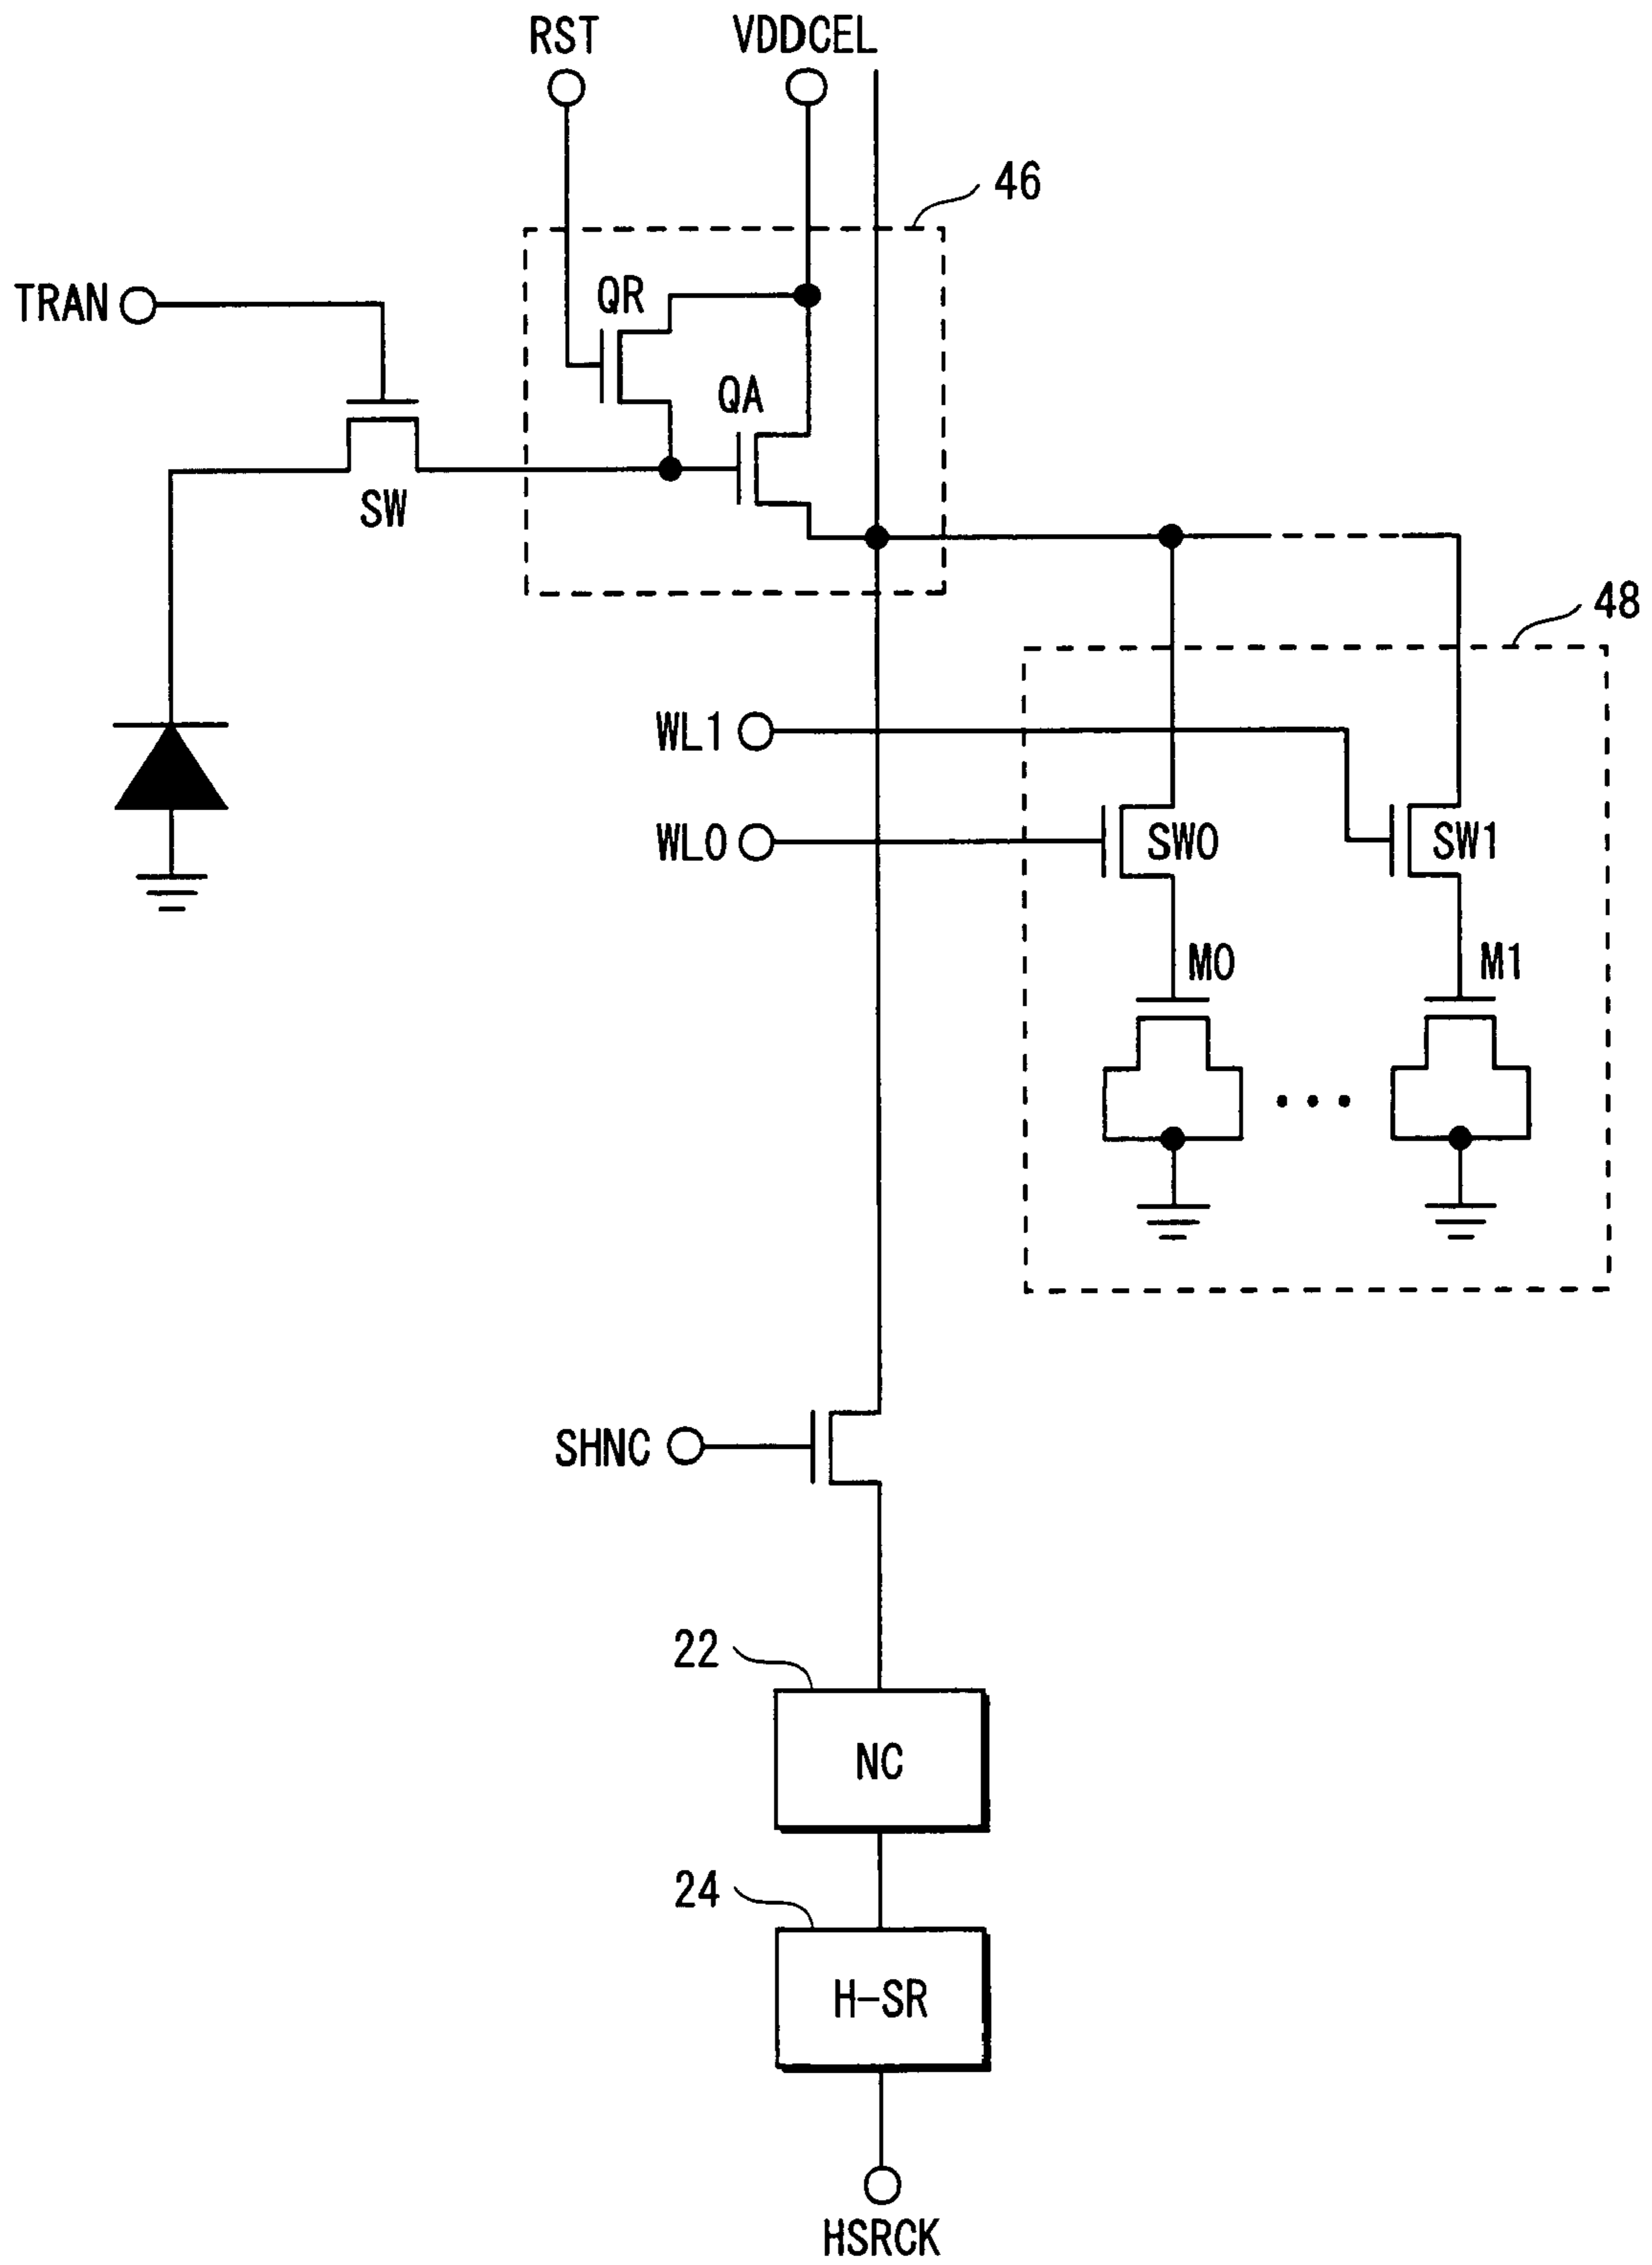 RST
VDDCEL
46
TRAN
QR
QA
SW
48
WL1
WL0
SW0
SW1
M0
M1
SHNC
22
NC
24
H-SR
HSRCK